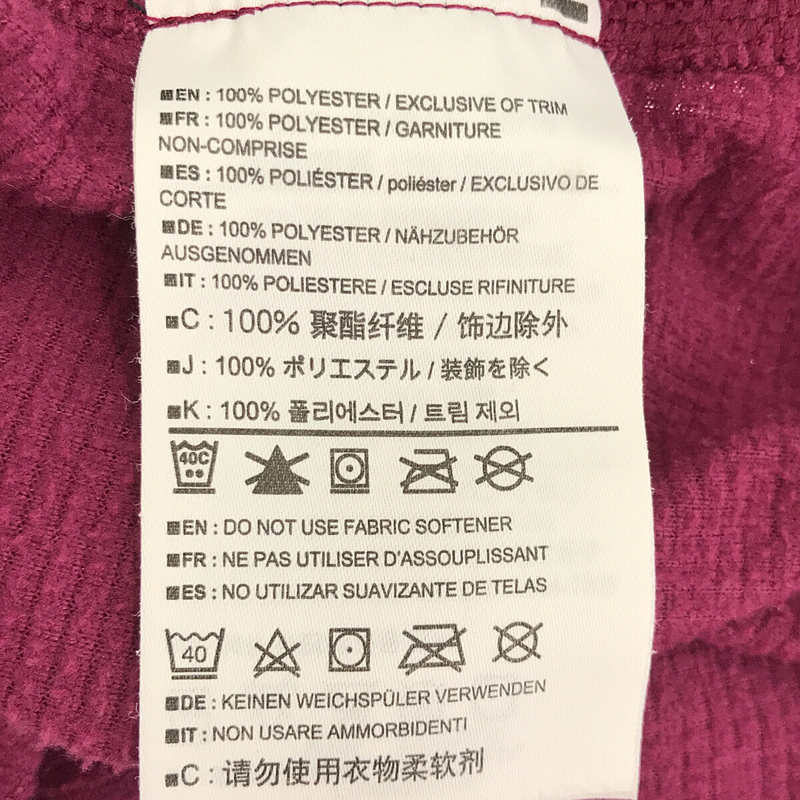 EN : 100% POLYESTER / EXCLUSIVE OF TRIM
FR : 100% POLYESTER / GARNITURE
NON-COMPRISE
ES : 100% POLIÉSTER / poliéster / EXCLUSIVO DE
CORTE
DE : 100% POLYESTER / NÄHZUBEHÖR
AUSGENOMMEN
IT : 100% POLIESTERE / ESCLUSE RIFINITURE
C : 100% 聚酯纤维 / 饰边除外
J : 100% ポリエステル / 装飾を除く
K : 100% 폴리에스터 / 트림 제외
40C
EN : DO NOT USE FABRIC SOFTENER
FR : NE PAS UTILISER D'ASSOUPLISSANT
ES : NO UTILIZAR SUAVIZANTE DE TELAS
40
DE : KEINEN WEICHSPÜLER VERWENDEN
IT : NON USARE AMMORBIDENTI
C : 请勿使用衣物柔软剂